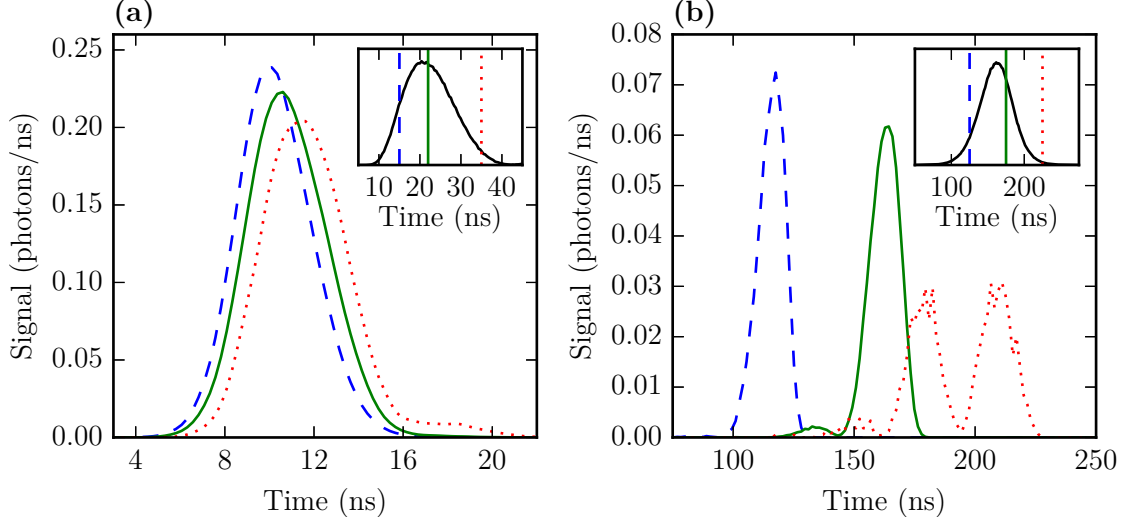 (a)
0.25
0.20
0.15
0.10
0.05
0.00
Signal (photons/ns)
4 8 12 16 20
Time (ns)
10 20 30 40
Time (ns)
(b)
0.08
0.07
0.06
0.05
0.04
0.03
0.02
0.01
0.00
Signal (photons/ns)
100 150 200 250
Time (ns)
100 200
Time (ns)